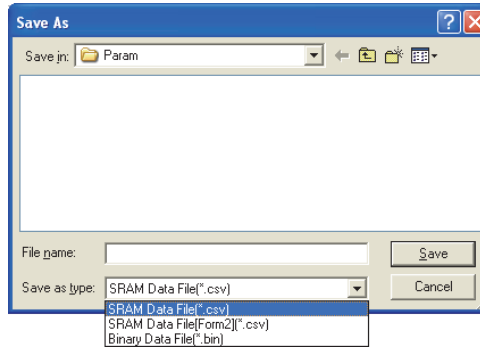 Save As
Save in: Param
File name: Save
Save as type: SRAM Data File(*.csv) Cancel
SRAM Data File(*.csv)
SRAM Data File[Form2](*.csv)
Binary Data File(*.bin)